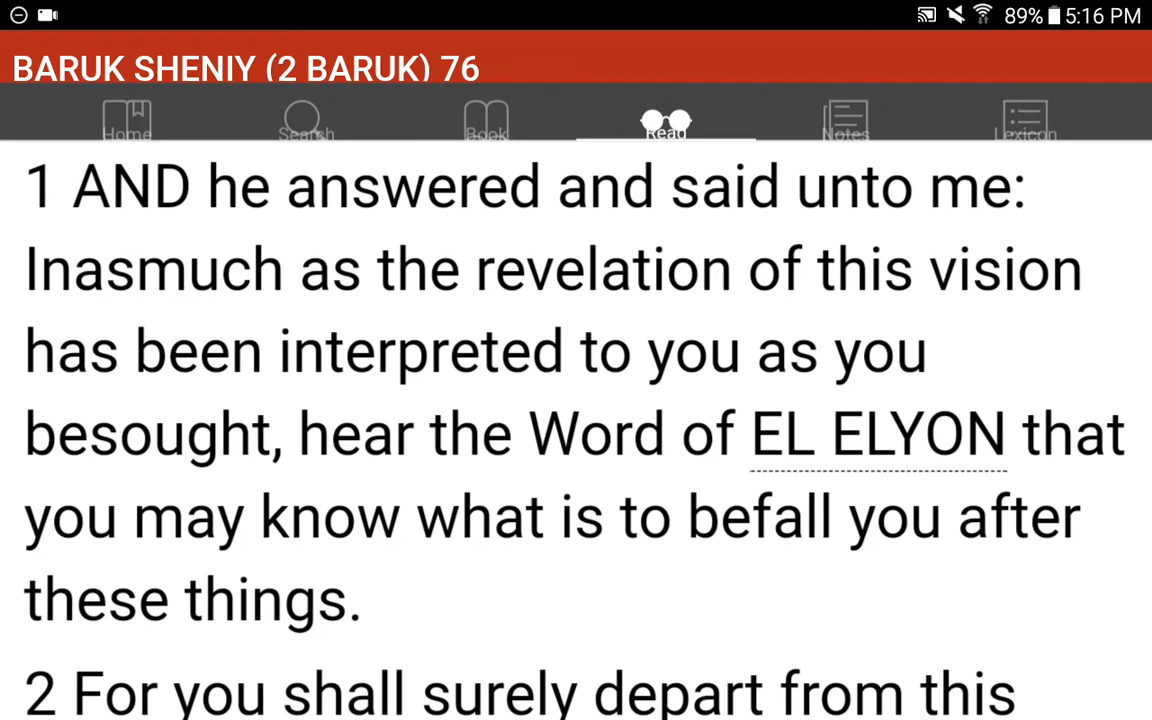 89% 5:16 PM
BARUK SHENIY (2 BARUK) 76
Home Search Book Read Notes Lexicon
1 AND he answered and said unto me:
Inasmuch as the revelation of this vision
has been interpreted to you as you
besought, hear the Word of EL ELYON that
you may know what is to befall you after
these things.
2 For you shall surely depart from this